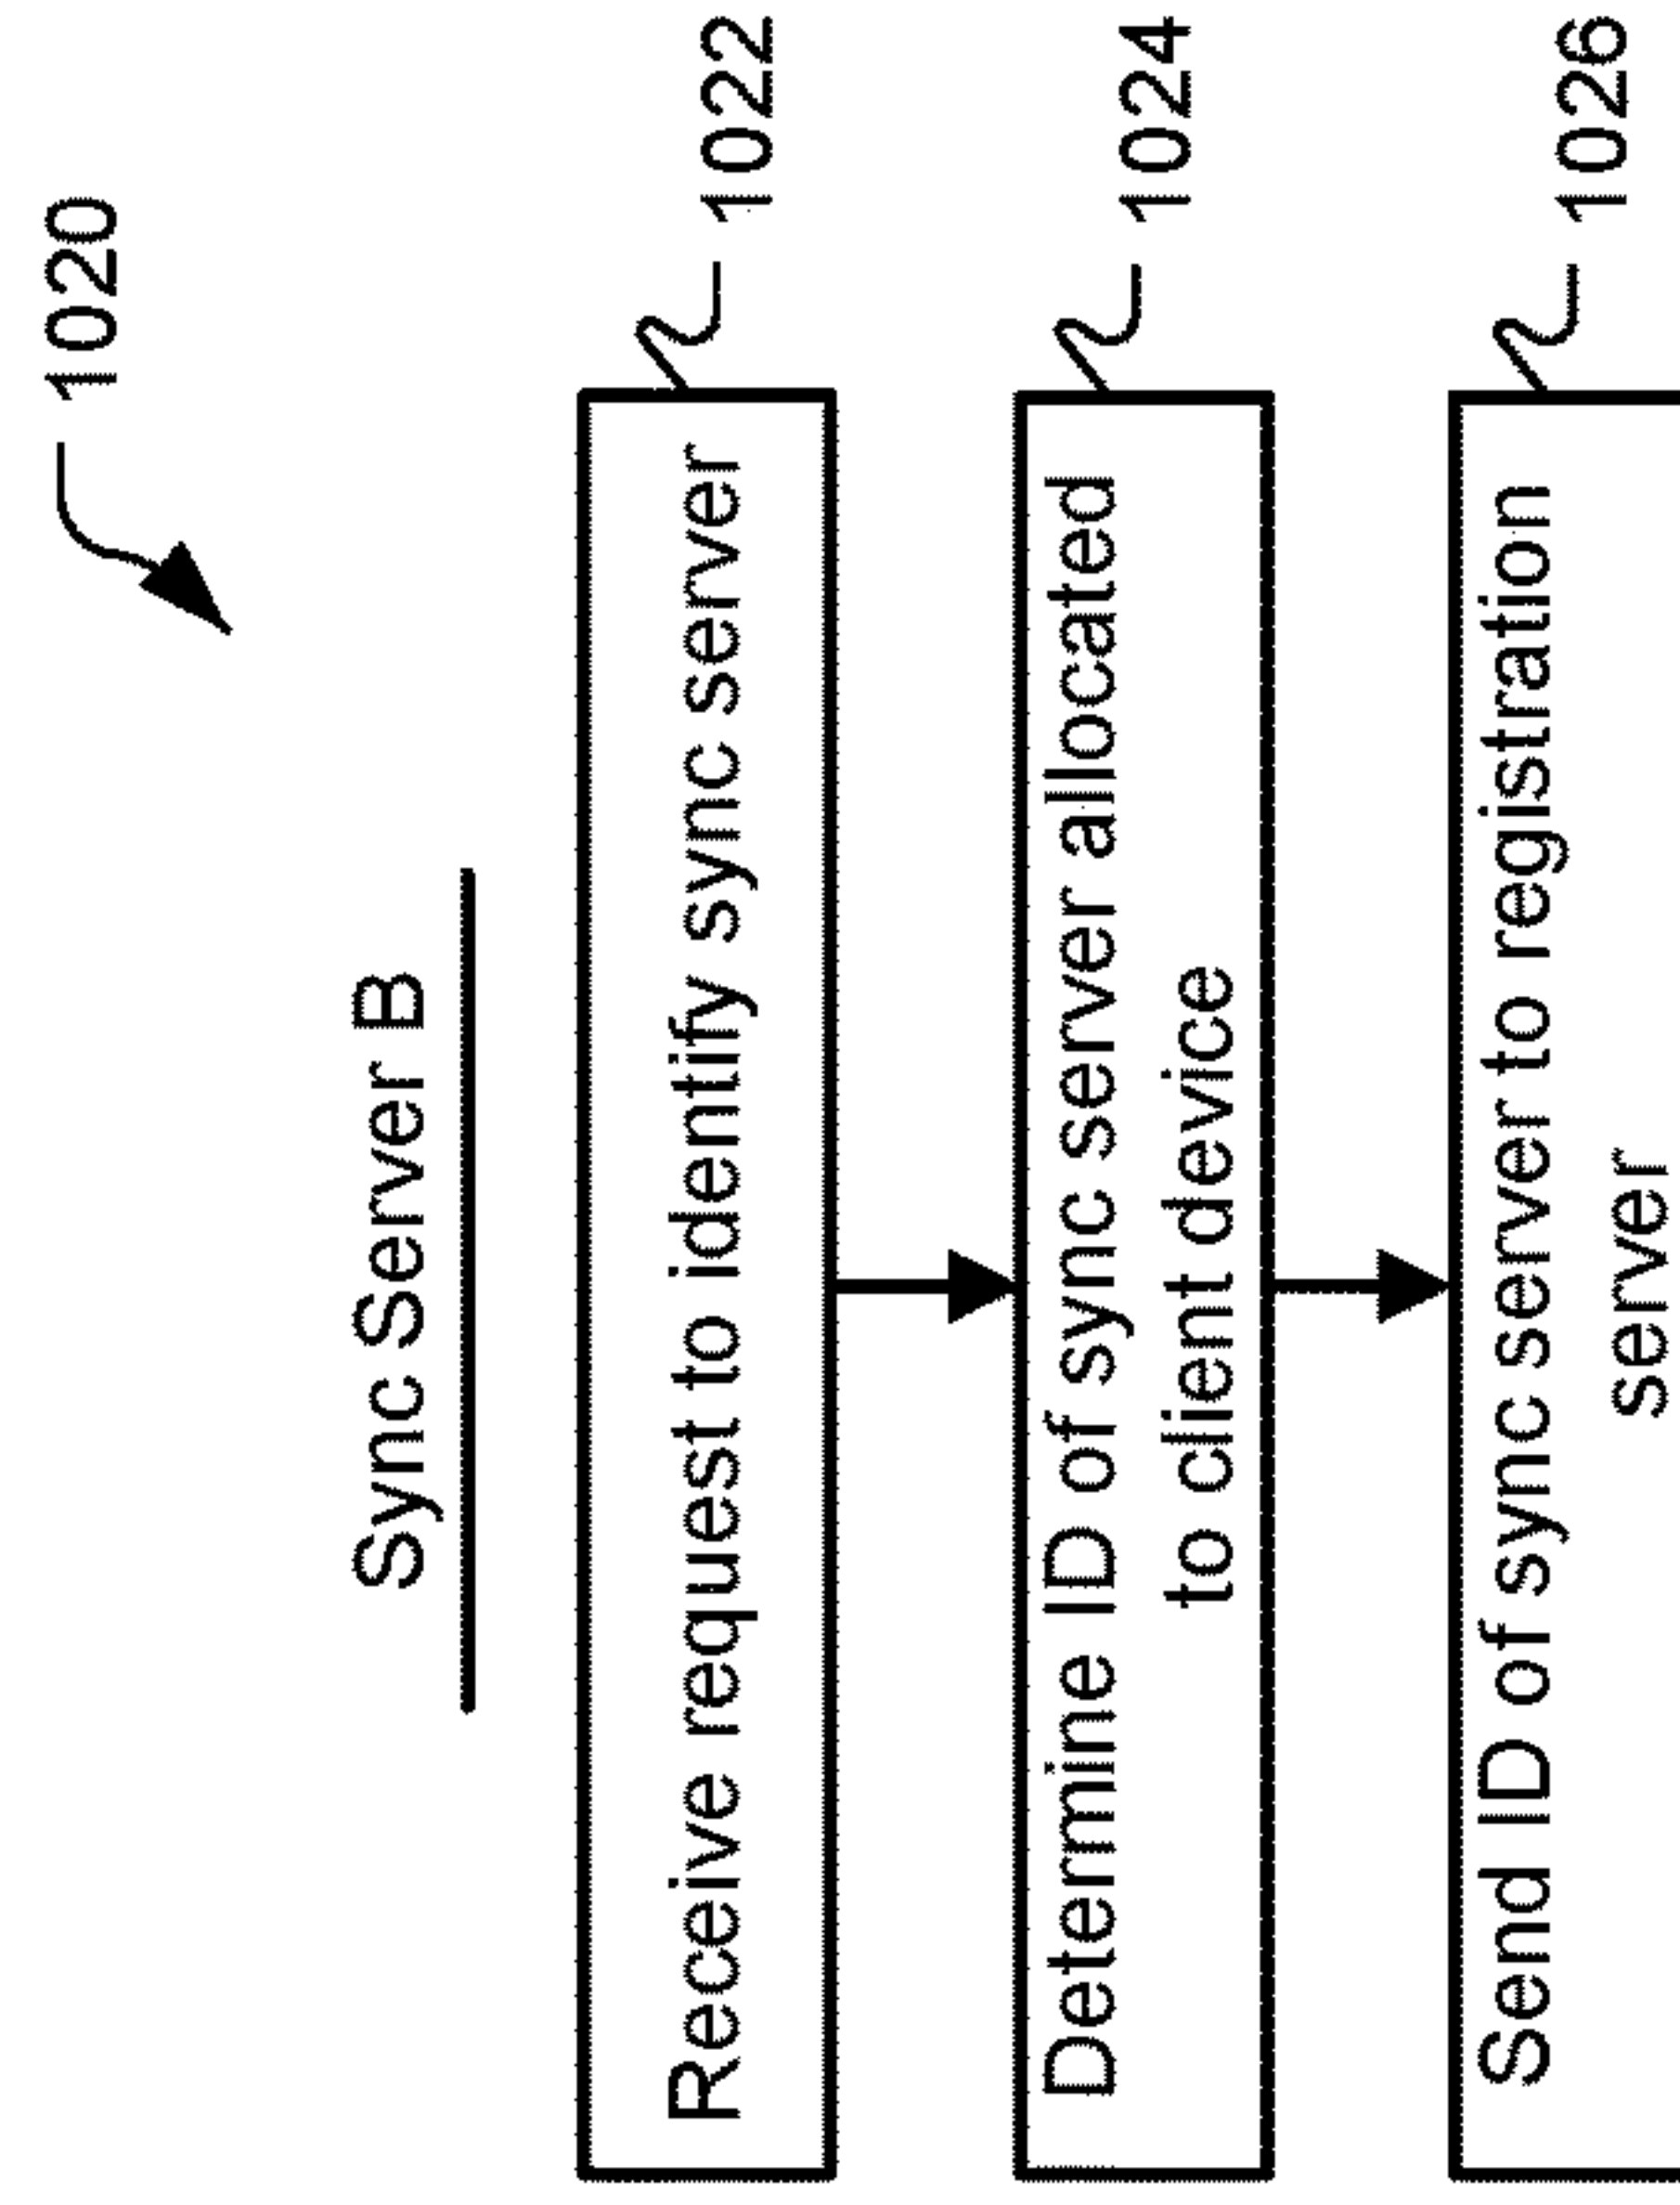 1020
Sync Server B
Receive request to identify sync server
1022
Determine ID of sync server allocated
to client device
1024
Send ID of sync server to registration
server
1026